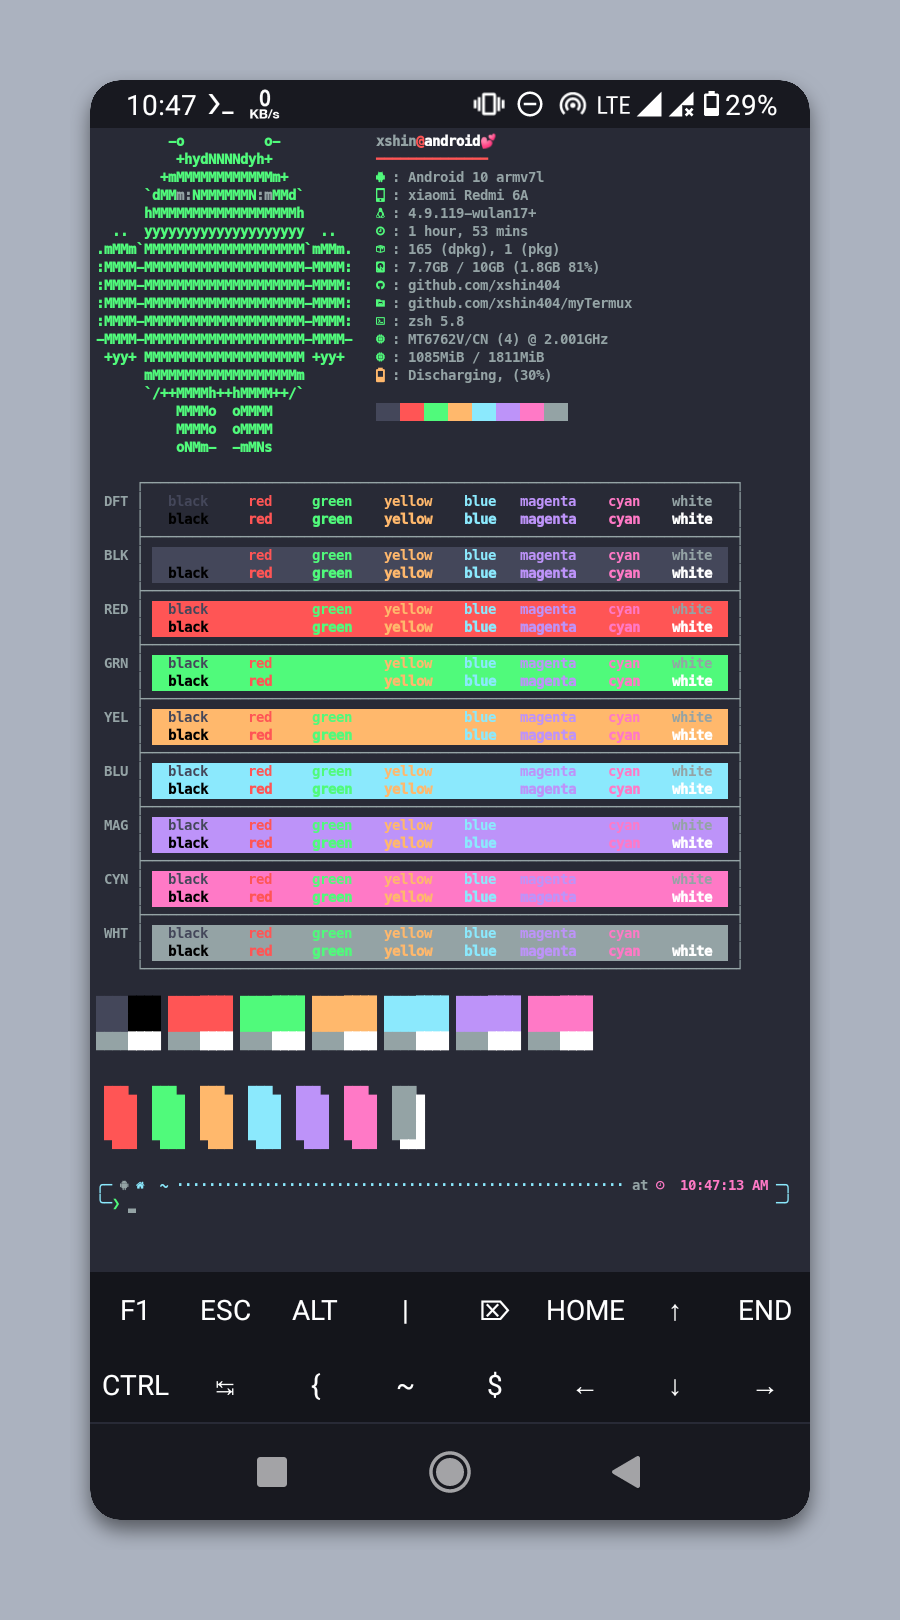 10:47 0 KB/s LTE 29%
-o o-
+hydNNNNdyh+
+mMMMMMMMMMMMMm+
`dMMm:NMMMMMMN:mMMd`
hMMMMMMMMMMMMMMMMMMh
.. yyyyyyyyyyyyyyyyyyyy ..
.mMMm`MMMMMMMMMMMMMMMMMMMM`mMMm.
:MMMM-MMMMMMMMMMMMMMMMMMMM-MMMM:
:MMMM-MMMMMMMMMMMMMMMMMMMM-MMMM:
:MMMM-MMMMMMMMMMMMMMMMMMMM-MMMM:
:MMMM-MMMMMMMMMMMMMMMMMMMM-MMMM:
-MMMM-MMMMMMMMMMMMMMMMMMMM-MMMM-
+yy+ MMMMMMMMMMMMMMMMMMMM +yy+
mMMMMMMMMMMMMMMMMMMm
`/++MMMMh++hMMMM++/`
MMMMo oMMMM
MMMMo oMMMM
oNMm- -mMNs
xshin@android💕
: Android 10 armv7l
: xiaomi Redmi 6A
: 4.9.119-wulan17+
: 1 hour, 53 mins
: 165 (dpkg), 1 (pkg)
: 7.7GB / 10GB (1.8GB 81%)
: github.com/xshin404
: github.com/xshin404/myTermux
: zsh 5.8
: MT6762V/CN (4) @ 2.001GHz
: 1085MiB / 1811MiB
: Discharging, (30%)
DFT black red green yellow blue magenta cyan white
black red green yellow blue magenta cyan white
BLK red green yellow blue magenta cyan white
black red green yellow blue magenta cyan white
RED black green yellow blue magenta cyan white
black green yellow blue magenta cyan white
GRN black red yellow blue magenta cyan white
black red yellow blue magenta cyan white
YEL black red green blue magenta cyan white
black red green blue magenta cyan white
BLU black red green yellow magenta cyan white
black red green yellow magenta cyan white
MAG black red green yellow blue cyan white
black red green yellow blue cyan white
CYN black red green yellow blue magenta white
black red green yellow blue magenta white
WHT black red green yellow blue magenta cyan
black red green yellow blue magenta cyan white
~ ························································ at 10:47:13 AM
❯ _
F1 ESC ALT | ⌦ HOME ↑ END
CTRL ↹ { ~ $ ← ↓ →